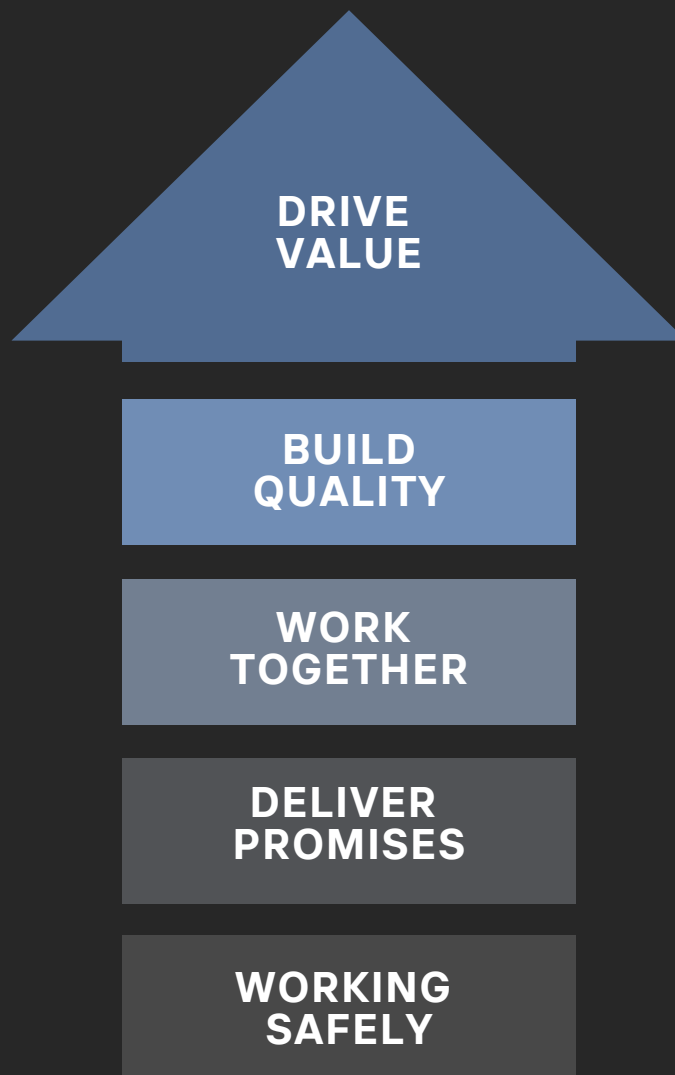 DRIVE
VALUE
BUILD
QUALITY
WORK
TOGETHER
DELIVER
PROMISES
WORKING
SAFELY